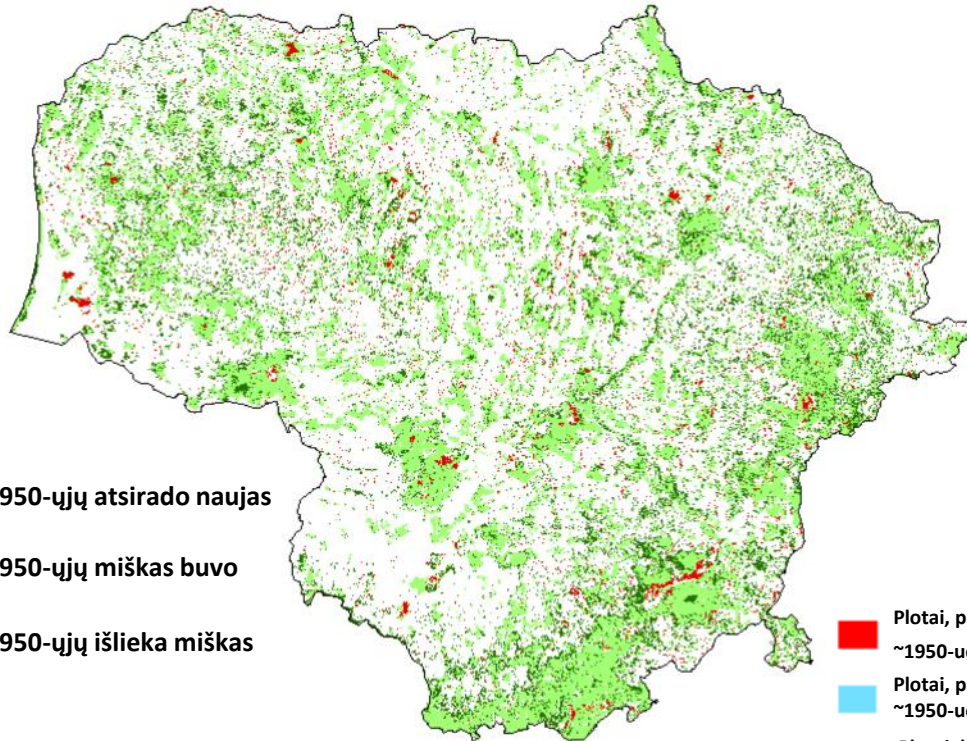 950-ųjų atsirado naujas
950-ųjų miškas buvo
950-ųjų išlieka miškas
Plotai, p
~1950-u
Plotai, p
~1950-u